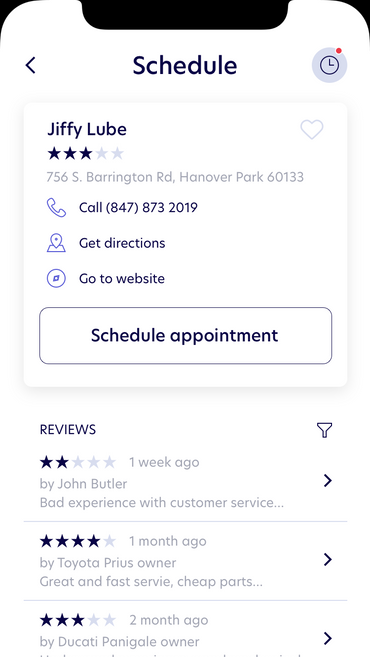 Schedule
Jiffy Lube
756 S. Barrington Rd, Hanover Park 60133
Call (847) 873 2019
Get directions
Go to website
Schedule appointment
REVIEWS
1 week ago
by John Butler
Bad experience with customer service...
1 month ago
by Toyota Prius owner
Great and fast servie, cheap parts...
2 month ago
by Ducati Panigale owner